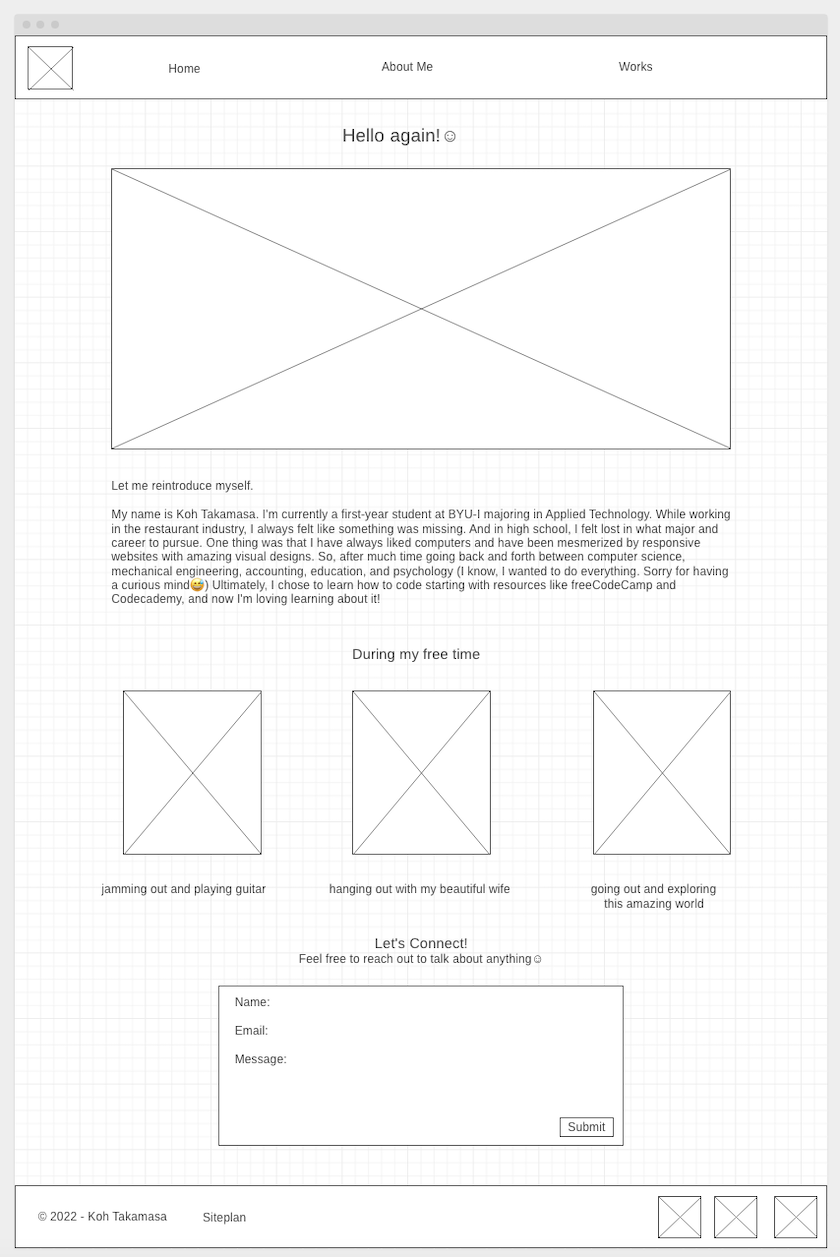 Home
About Me
Works
Hello again!☺
Let me reintroduce myself.
My name is Koh Takamasa. I'm currently a first-year student at BYU-I majoring in Applied Technology. While working
in the restaurant industry, I always felt like something was missing. And in high school, I felt lost in what major and
career to pursue. One thing was that I have always liked computers and have been mesmerized by responsive
websites with amazing visual designs. So, after much time going back and forth between computer science,
mechanical engineering, accounting, education, and psychology (I know, I wanted to do everything. Sorry for having
a curious mind😅) Ultimately, I chose to learn how to code starting with resources like freeCodeCamp and
Codecademy, and now I'm loving learning about it!
During my free time
jamming out and playing guitar
hanging out with my beautiful wife
going out and exploring
this amazing world
Let's Connect!
Feel free to reach out to talk about anything☺
Name:
Email:
Message:
Submit
© 2022 - Koh Takamasa
Siteplan